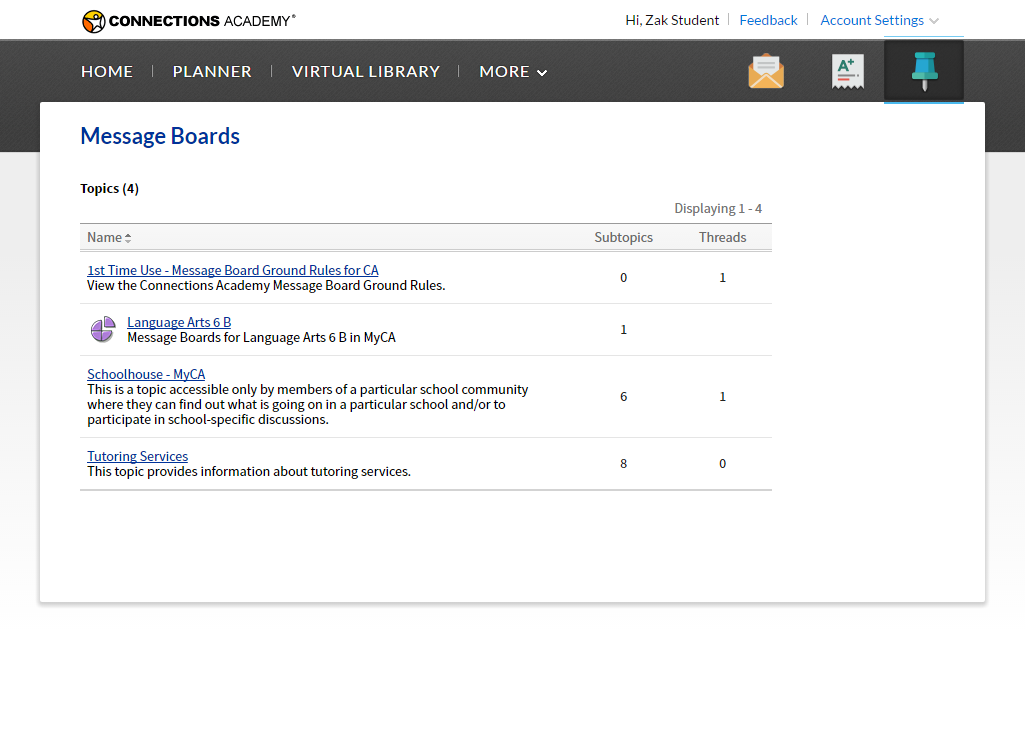 CONNECTIONS ACADEMY®
Hi, Zak Student
Feedback
Account Settings
HOME
PLANNER
VIRTUAL LIBRARY
MORE
A+
Message Boards
Topics (4)
Displaying 1 - 4
Name Subtopics Threads
1st Time Use - Message Board Ground Rules for CA
View the Connections Academy Message Board Ground Rules.
0 1
Language Arts 6 B
Message Boards for Language Arts 6 B in MyCA
1
Schoolhouse - MyCA
This is a topic accessible only by members of a particular school community
where they can find out what is going on in a particular school and/or to
participate in school-specific discussions.
6 1
Tutoring Services
This topic provides information about tutoring services.
8 0